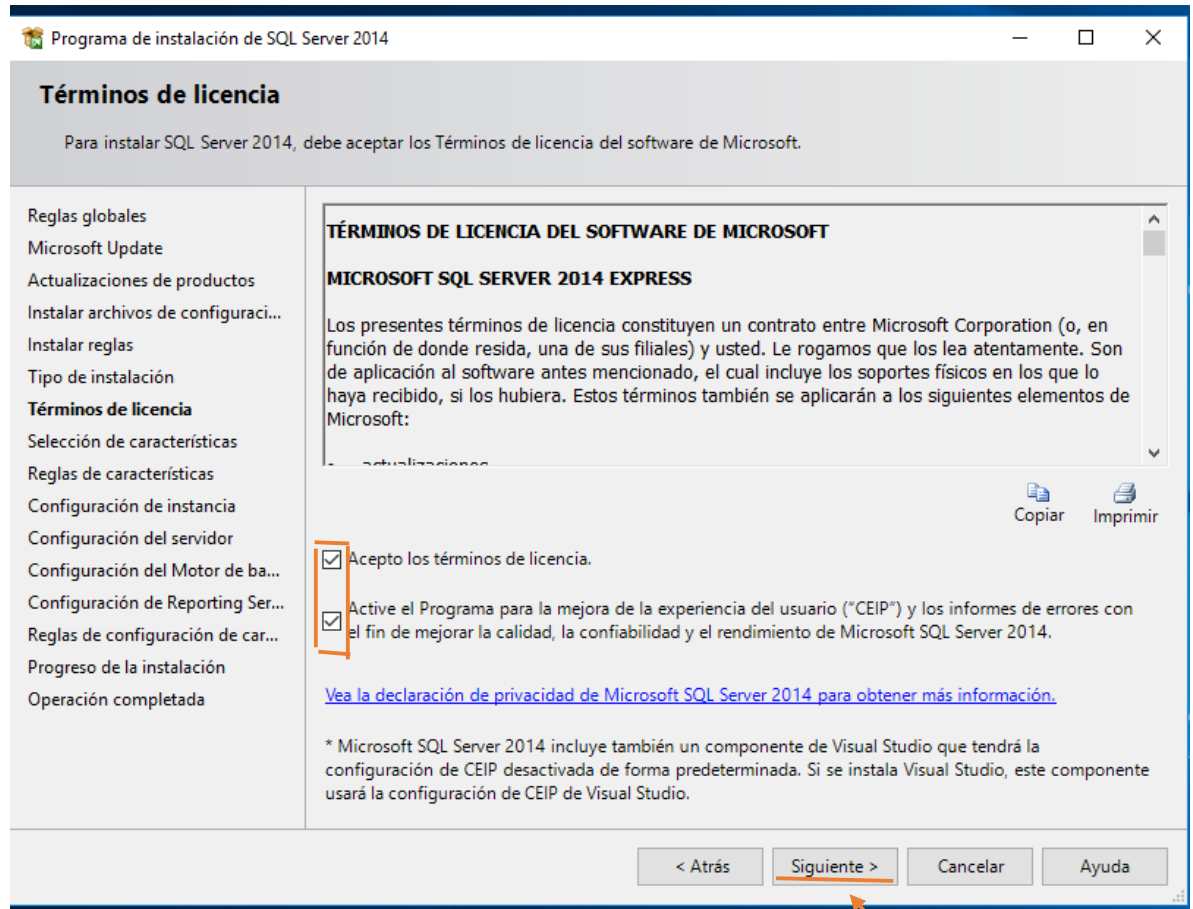 Programa de instalación de SQL Server 2014
Términos de licencia
Para instalar SQL Server 2014, debe aceptar los Términos de licencia del software de Microsoft.
Reglas globales
Microsoft Update
Actualizaciones de productos
Instalar archivos de configuraci...
Instalar reglas
Tipo de instalación
Términos de licencia
Selección de características
Reglas de características
Configuración de instancia
Configuración del servidor
Configuración del Motor de ba...
Configuración de Reporting Ser...
Reglas de configuración de car...
Progreso de la instalación
Operación completada
TÉRMINOS DE LICENCIA DEL SOFTWARE DE MICROSOFT
MICROSOFT SQL SERVER 2014 EXPRESS
Los presentes términos de licencia constituyen un contrato entre Microsoft Corporation (o, en
función de donde resida, una de sus filiales) y usted. Le rogamos que los lea atentamente. Son
de aplicación al software antes mencionado, el cual incluye los soportes físicos en los que lo
haya recibido, si los hubiera. Estos términos también se aplicarán a los siguientes elementos de
Microsoft:
• actualizaciones
Copiar Imprimir
Acepto los términos de licencia.
Active el Programa para la mejora de la experiencia del usuario ("CEIP") y los informes de errores con
el fin de mejorar la calidad, la confiabilidad y el rendimiento de Microsoft SQL Server 2014.
Vea la declaración de privacidad de Microsoft SQL Server 2014 para obtener más información.
* Microsoft SQL Server 2014 incluye también un componente de Visual Studio que tendrá la
configuración de CEIP desactivada de forma predeterminada. Si se instala Visual Studio, este componente
usará la configuración de CEIP de Visual Studio.
< Atrás Siguiente > Cancelar Ayuda